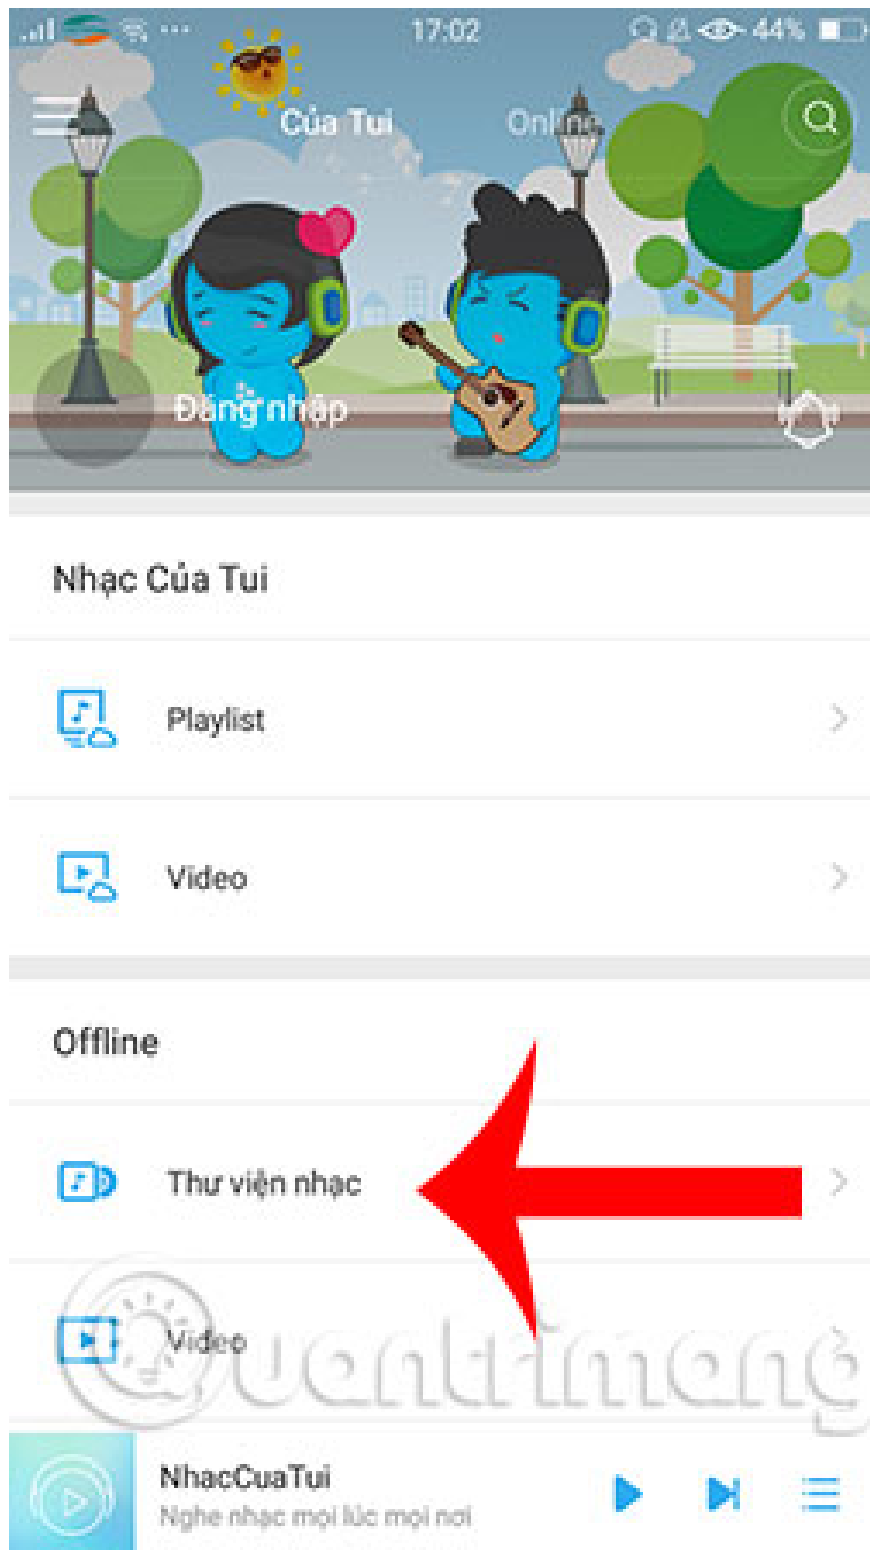 17:02
44%
Của Tui
Online
Đăng nhập
Nhạc Của Tui
Playlist
Video
Offline
Thư viện nhạc
Video
Quantrimang
NhacCuaTui
Nghe nhạc mọi lúc mọi nơi